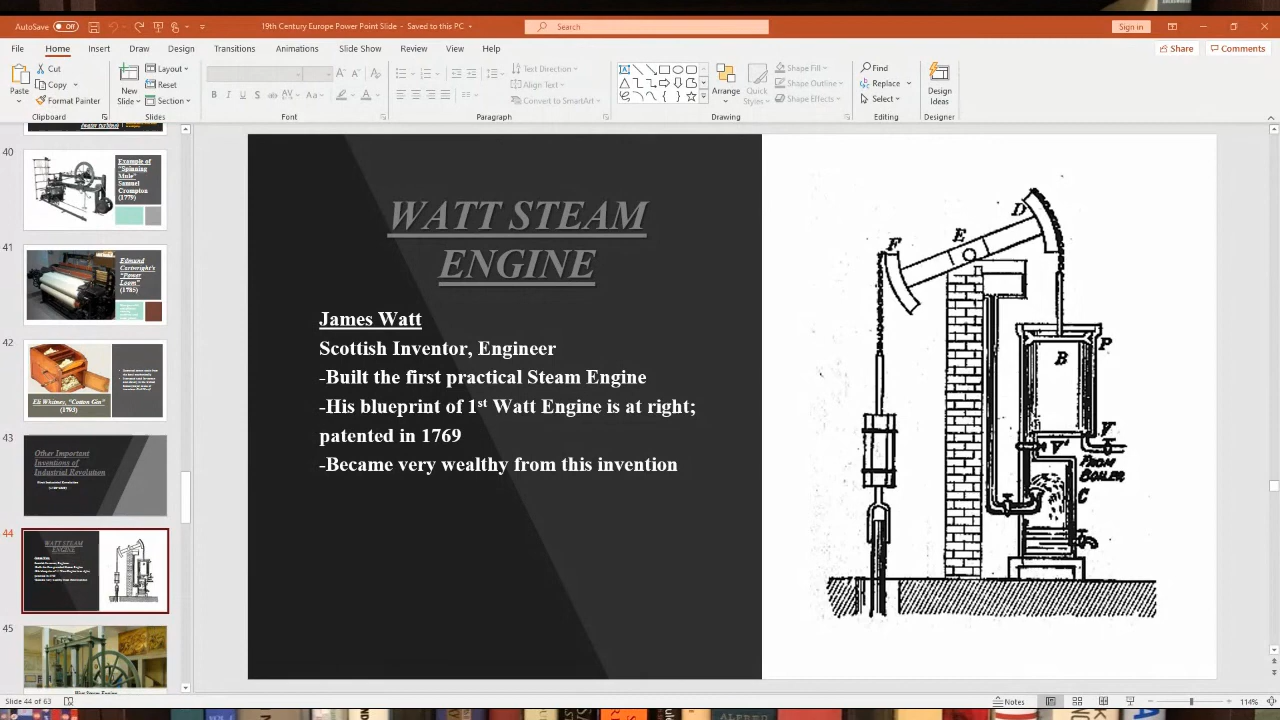 AutoSave Off
19th Century Europe Power Point Slide - Saved to this PC
Search
Sign in
File Home Insert Draw Design Transitions Animations Slide Show Review View Help
Share Comments
Paste
Cut
Copy
Format Painter
Clipboard
New Slide
Layout
Reset
Section
Slides
B I U S ab AV Aa A
Font
Text Direction
Align Text
Convert to SmartArt
Paragraph
Arrange
Quick Styles
Shape Fill
Shape Outline
Shape Effects
Drawing
Find
Replace
Select
Editing
Design Ideas
Designer
40
Example of
"Spinning
Mule"
Samuel
Crompton
(1779)
41
Edmund
Cartwright's
"Power
Loom"
(1785)
42
Eli Whitney, "Cotton Gin"
(1793)
43
Other Important
Inventions of
Industrial Revolution
44
WATT STEAM
ENGINE
45
WATT STEAM
ENGINE
James Watt
Scottish Inventor, Engineer
-Built the first practical Steam Engine
-His blueprint of 1st Watt Engine is at right;
patented in 1769
-Became very wealthy from this invention
D
E
F
P
B
V
V'
FROM
BOILER
C
Slide 44 of 63
Notes
114%